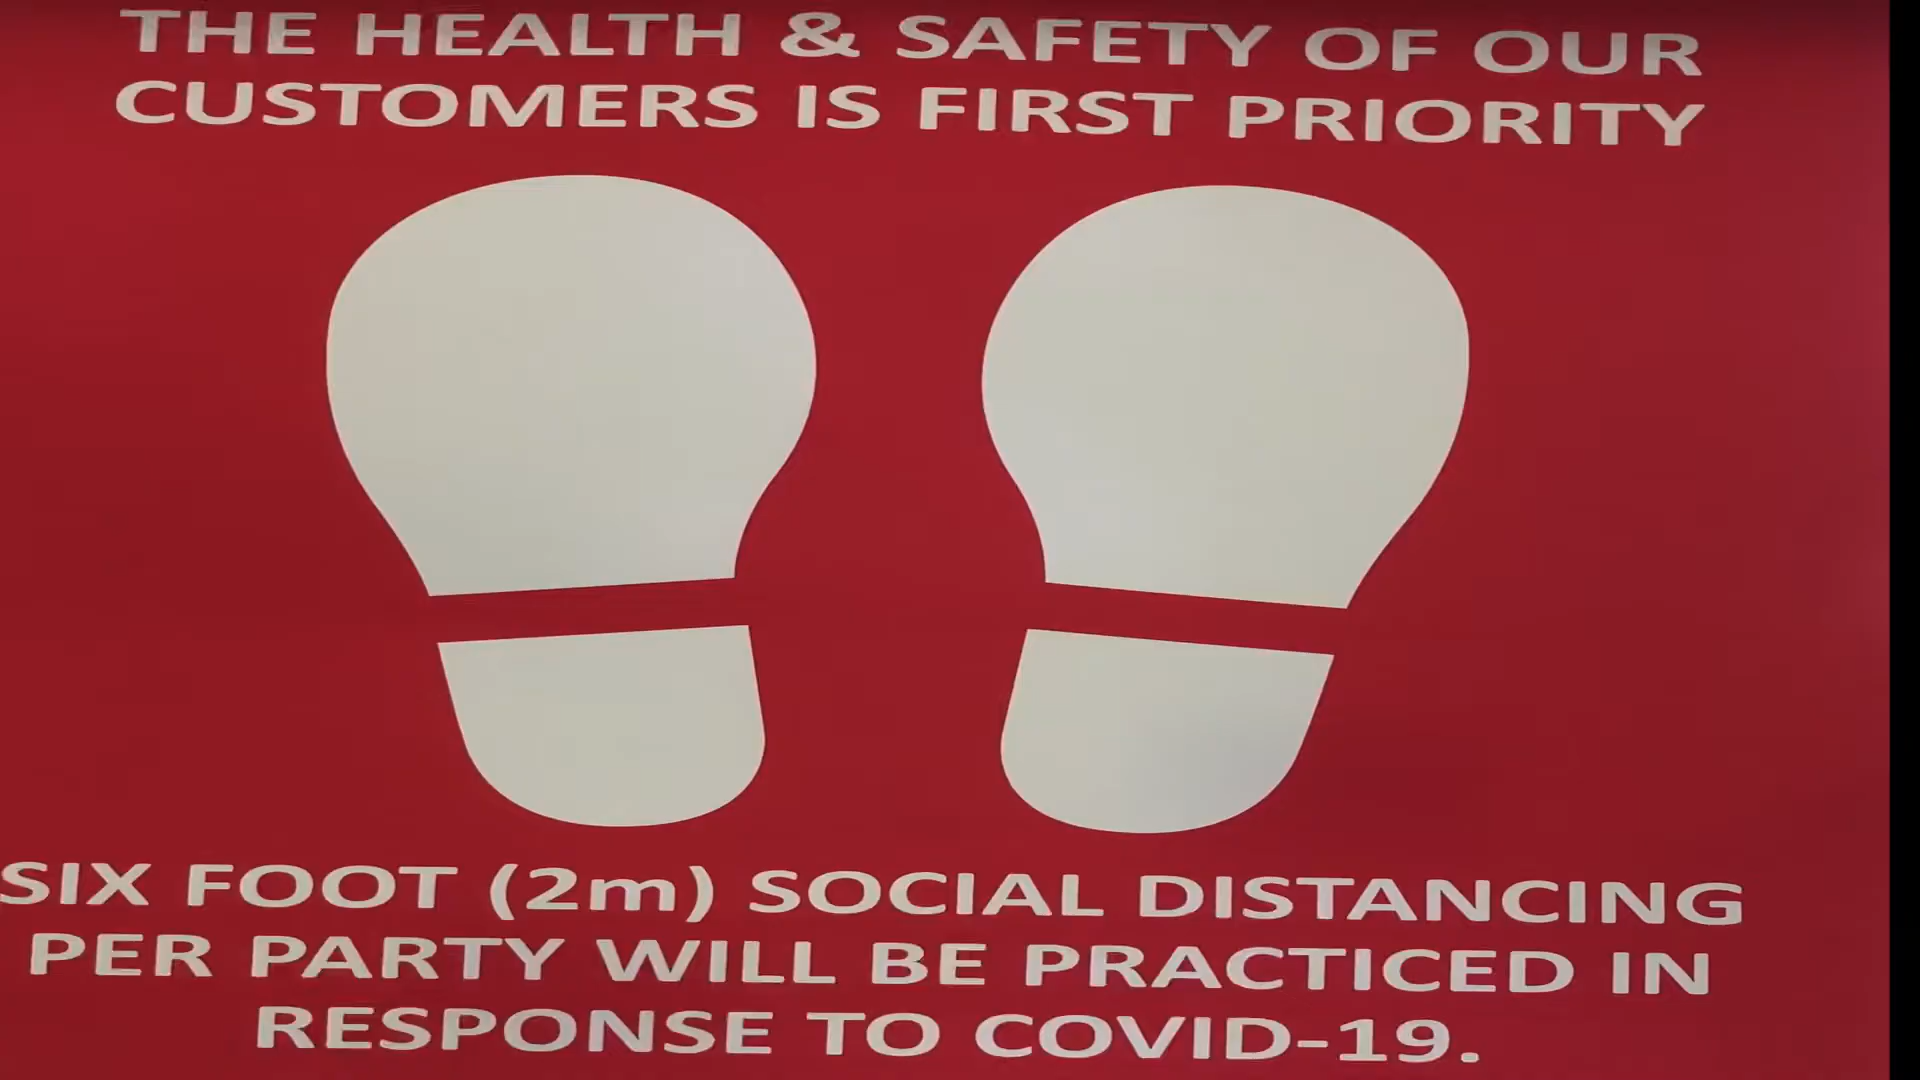 THE HEALTH & SAFETY OF OUR
CUSTOMERS IS FIRST PRIORITY
SIX FOOT (2m) SOCIAL DISTANCING
PER PARTY WILL BE PRACTICED IN
RESPONSE TO COVID-19.